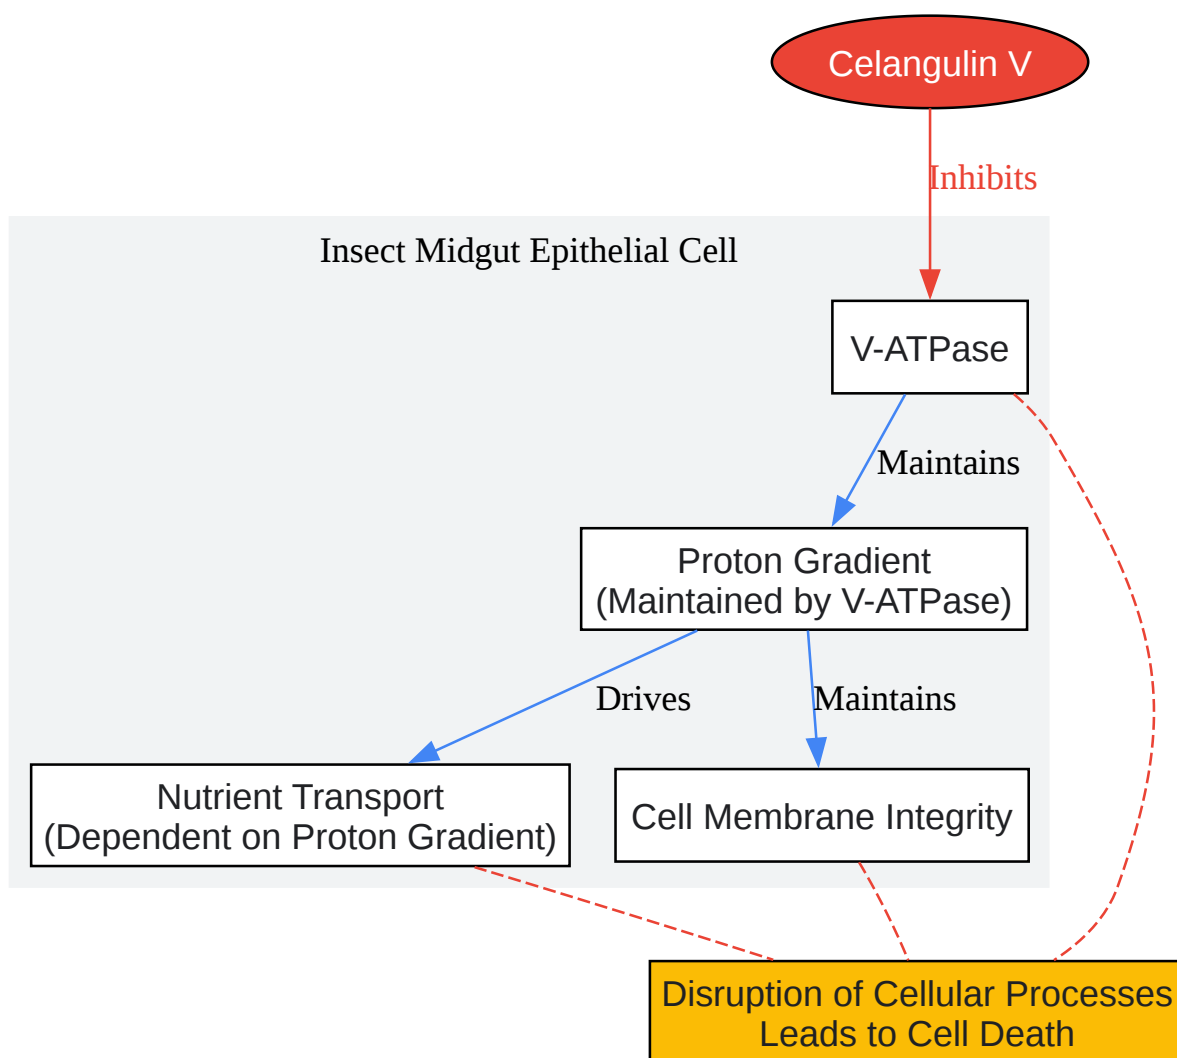 Celangulin V
Inhibits
Insect Midgut Epithelial Cell
V-ATPase
Maintains
Proton Gradient
(Maintained by V-ATPase)
Drives
Maintains
Nutrient Transport
(Dependent on Proton Gradient)
Cell Membrane Integrity
Disruption of Cellular Processes
Leads to Cell Death